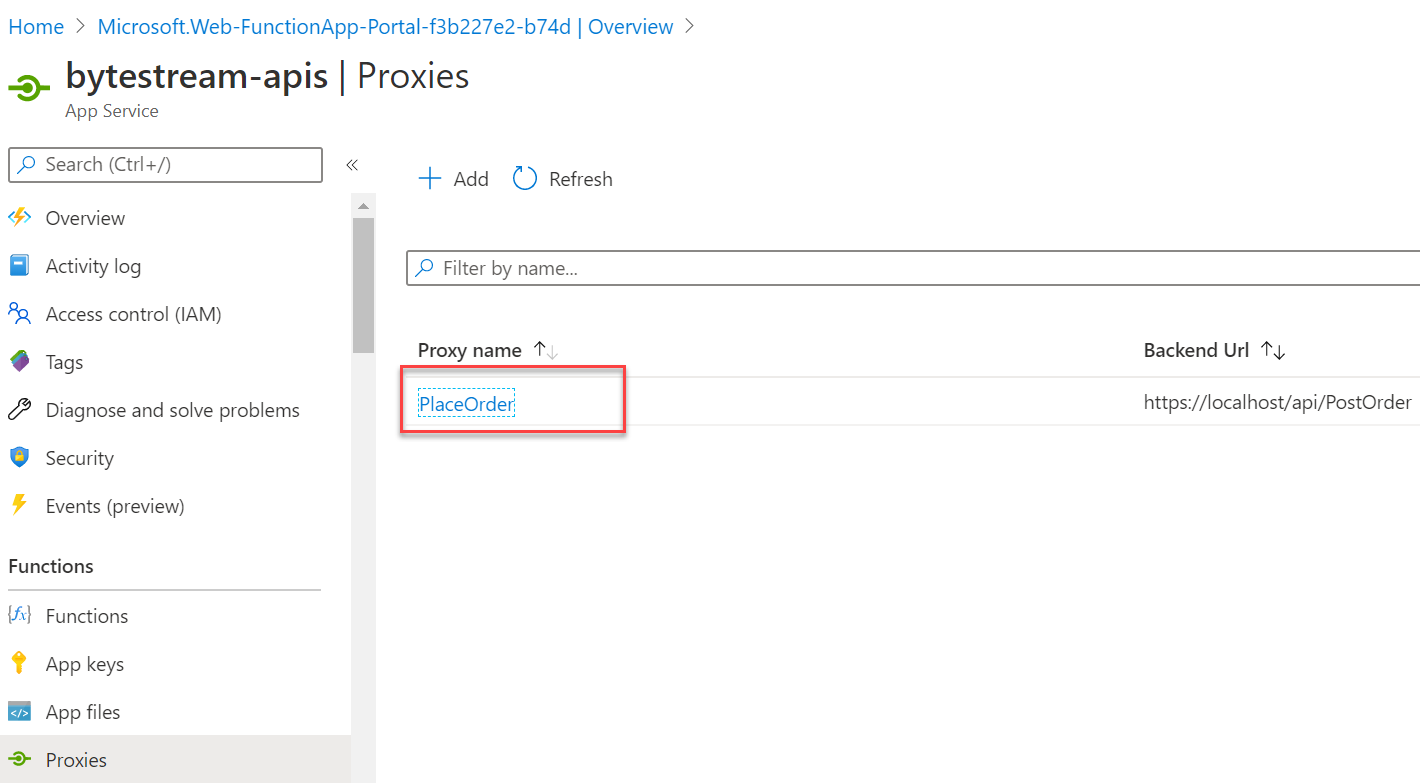 Home > Microsoft.Web-FunctionApp-Portal-f3b227e2-b74d | Overview >
bytestream-apis | Proxies
App Service
Search (Ctrl+/)
«
Overview
Activity log
Access control (IAM)
Tags
Diagnose and solve problems
Security
Events (preview)
Functions
Functions
App keys
App files
Proxies
Add Refresh
Filter by name...
Proxy name Backend Url
PlaceOrder https://localhost/api/PostOrder